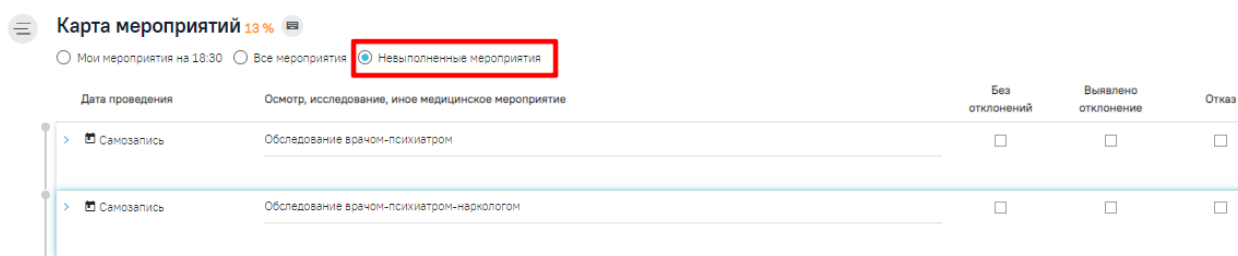 Карта мероприятий 13 %
Мои мероприятия на 18:30 Все мероприятия Невыполненные мероприятия
Дата проведения Осмотр, исследование, иное медицинское мероприятие Без отклонений Выявлено отклонение Отказ
Самозапись Обследование врачом-психиатром
Самозапись Обследование врачом-психиатром-наркологом